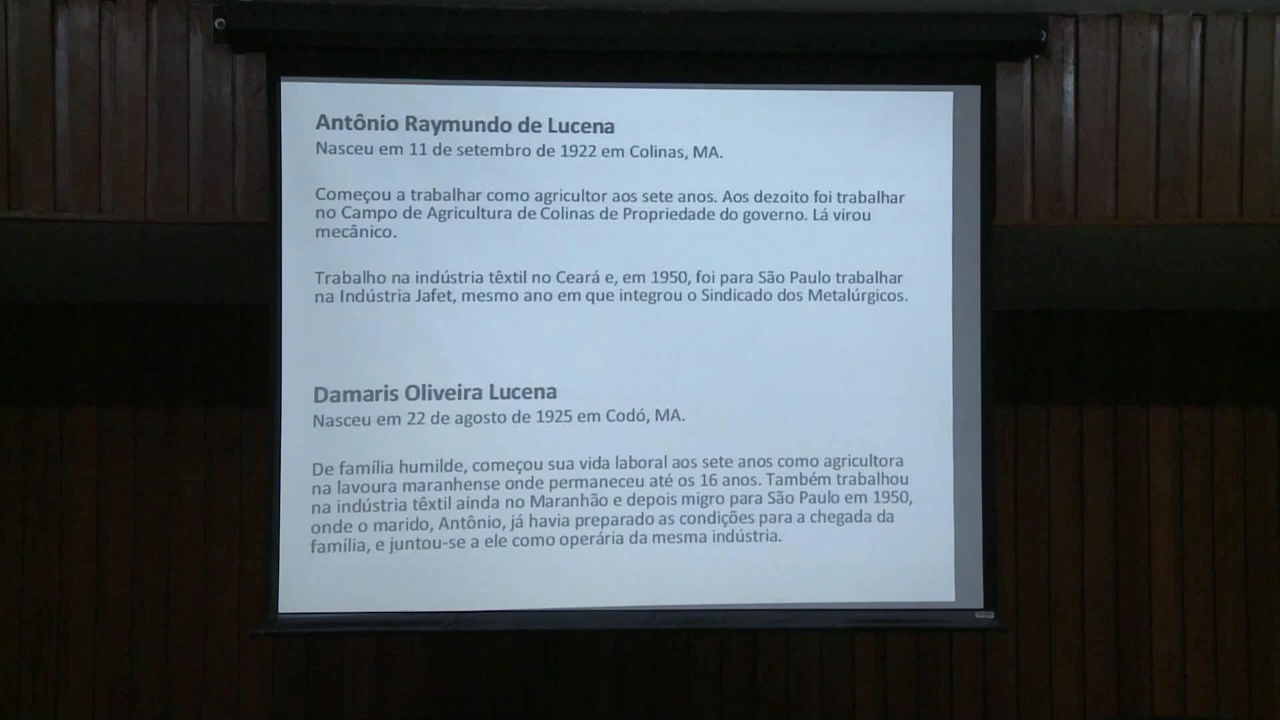 Antônio Raymundo de Lucena
Nasceu em 11 de setembro de 1922 em Colinas, MA.
Começou a trabalhar como agricultor aos sete anos. Aos dezoito foi trabalhar
no Campo de Agricultura de Colinas de Propriedade do governo. Lá virou
mecânico.
Trabalho na indústria têxtil no Ceará e, em 1950, foi para São Paulo trabalhar
na Indústria Jafet, mesmo ano em que integrou o Sindicado dos Metalúrgicos.
Damaris Oliveira Lucena
Nasceu em 22 de agosto de 1925 em Codó, MA.
De família humilde, começou sua vida laboral aos sete anos como agricultora
na lavoura maranhense onde permaneceu até os 16 anos. Também trabalhou
na indústria têxtil ainda no Maranhão e depois migro para São Paulo em 1950,
onde o marido, Antônio, já havia preparado as condições para a chegada da
família, e juntou-se a ele como operária da mesma indústria.